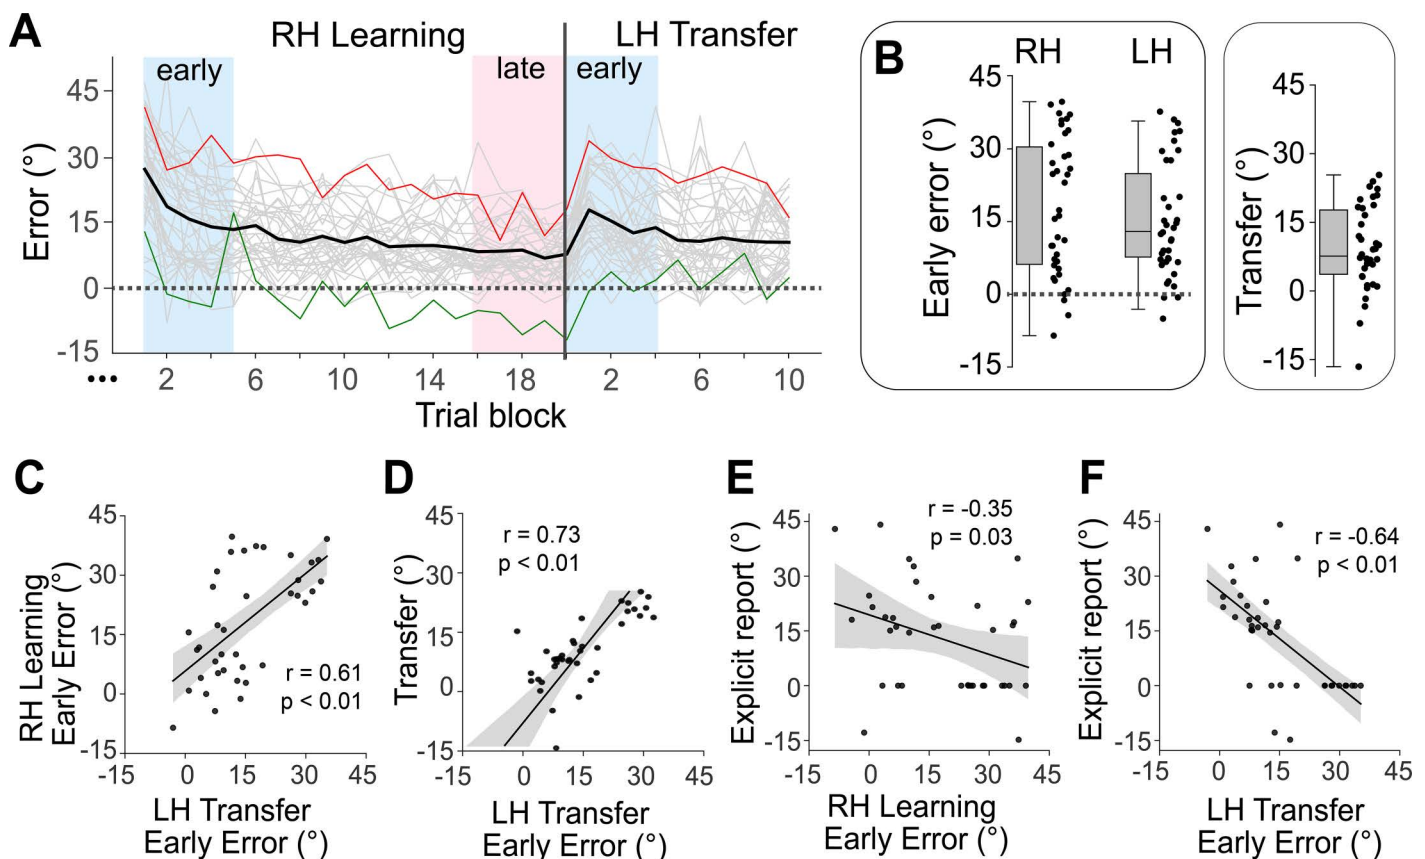 A
RH Learning
LH Transfer
early
late
early
Error (°)
45
30
15
0
-15
...
2
6
10
14
18
2
6
10
Trial block
B
RH
LH
Early error (°)
45
30
15
0
-15
Transfer (°)
45
30
15
0
-15
C
RH Learning
Early Error (°)
45
30
15
0
-15
r = 0.61
p < 0.01
-15
0
15
30
45
LH Transfer
Early Error (°)
D
Transfer (°)
45
30
15
0
-15
r = 0.73
p < 0.01
-15
0
15
30
45
LH Transfer
Early Error (°)
E
Explicit report (°)
45
30
15
0
-15
r = -0.35
p = 0.03
-15
0
15
30
45
RH Learning
Early Error (°)
F
Explicit report (°)
45
30
15
0
-15
r = -0.64
p < 0.01
-15
0
15
30
45
LH Transfer
Early Error (°)